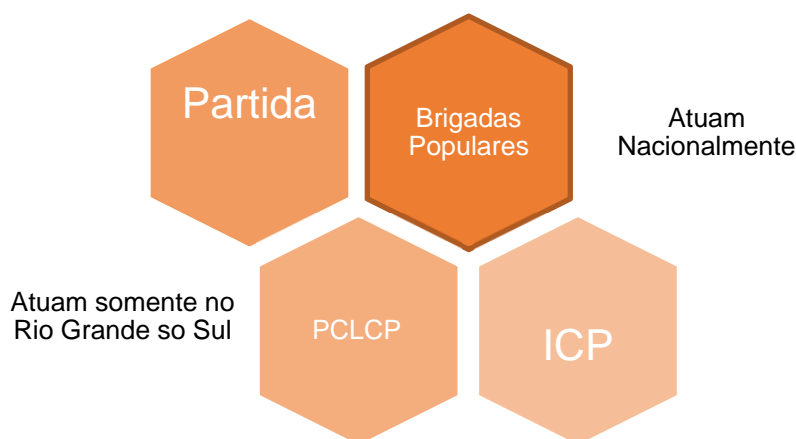 Partida
Brigadas
Populares
Atuam
Nacionalmente
Atuam somente no
Rio Grande so Sul
PCLCP
ICP